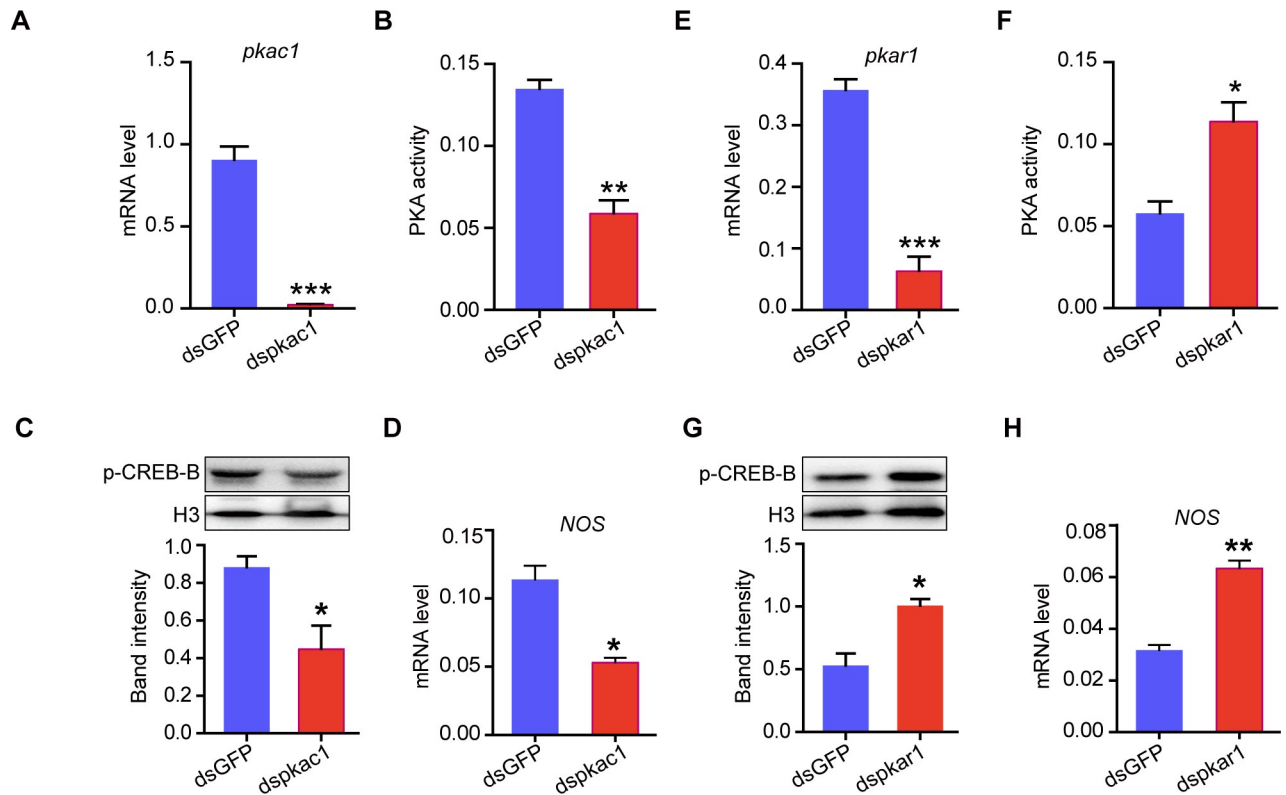 A
pkac1
mRNA level
1.5
1.0
0.5
0.0
***
dsGFP
dspkac1
B
PKA activity
0.15
0.10
0.05
0.00
**
dsGFP
dspkac1
E
pkar1
mRNA level
0.4
0.3
0.2
0.1
0.0
***
dsGFP
dspkar1
F
PKA activity
0.15
0.10
0.05
0.00
*
dsGFP
dspkar1
C
p-CREB-B
H3
Band intensity
1.0
0.8
0.6
0.4
0.2
0.0
*
dsGFP
dspkac1
D
NOS
mRNA level
0.15
0.10
0.05
0.00
*
dsGFP
dspkac1
G
p-CREB-B
H3
Band intensity
1.5
1.0
0.5
0.0
*
dsGFP
dspkar1
H
NOS
mRNA level
0.08
0.06
0.04
0.02
0.00
**
dsGFP
dspkar1